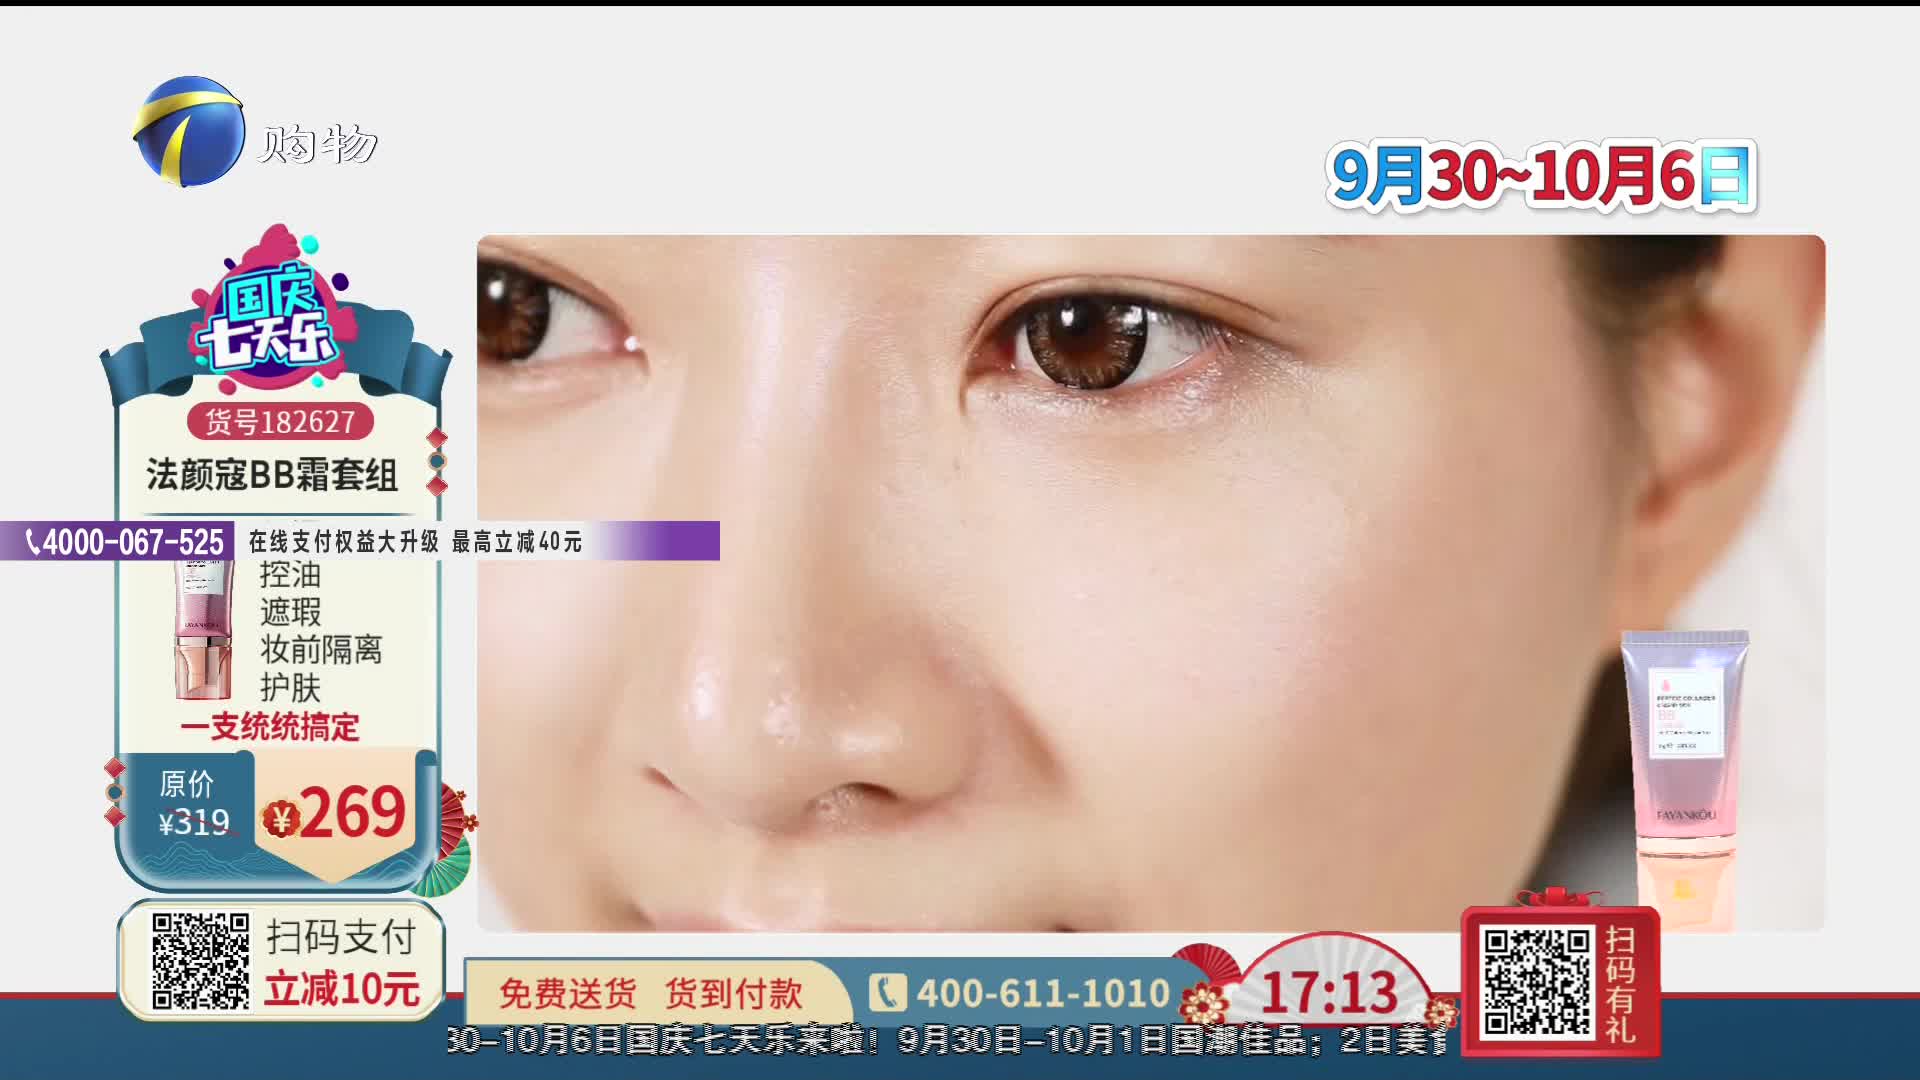 购物
9月30~10月6日
国庆
七天乐
货号182627
法颜寇BB霜套组
4000-067-525 在线支付权益大升级 最高立减40元
控油
遮瑕
妆前隔离
护肤
一支统统搞定
原价
¥319
¥269
BB
FAYANKOU
扫码支付
立减10元
免费送货 货到付款
400-611-1010
17:13
扫码有礼
30-10月6日国庆七天乐来啦！9月30日-10月1日国潮佳品；2日美食